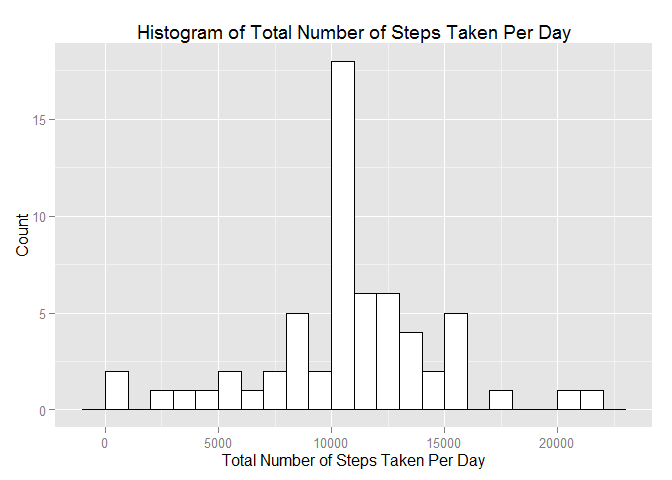 Histogram of Total Number of Steps Taken Per Day
Count
15
10
5
0
0 5000 10000 15000 20000
Total Number of Steps Taken Per Day